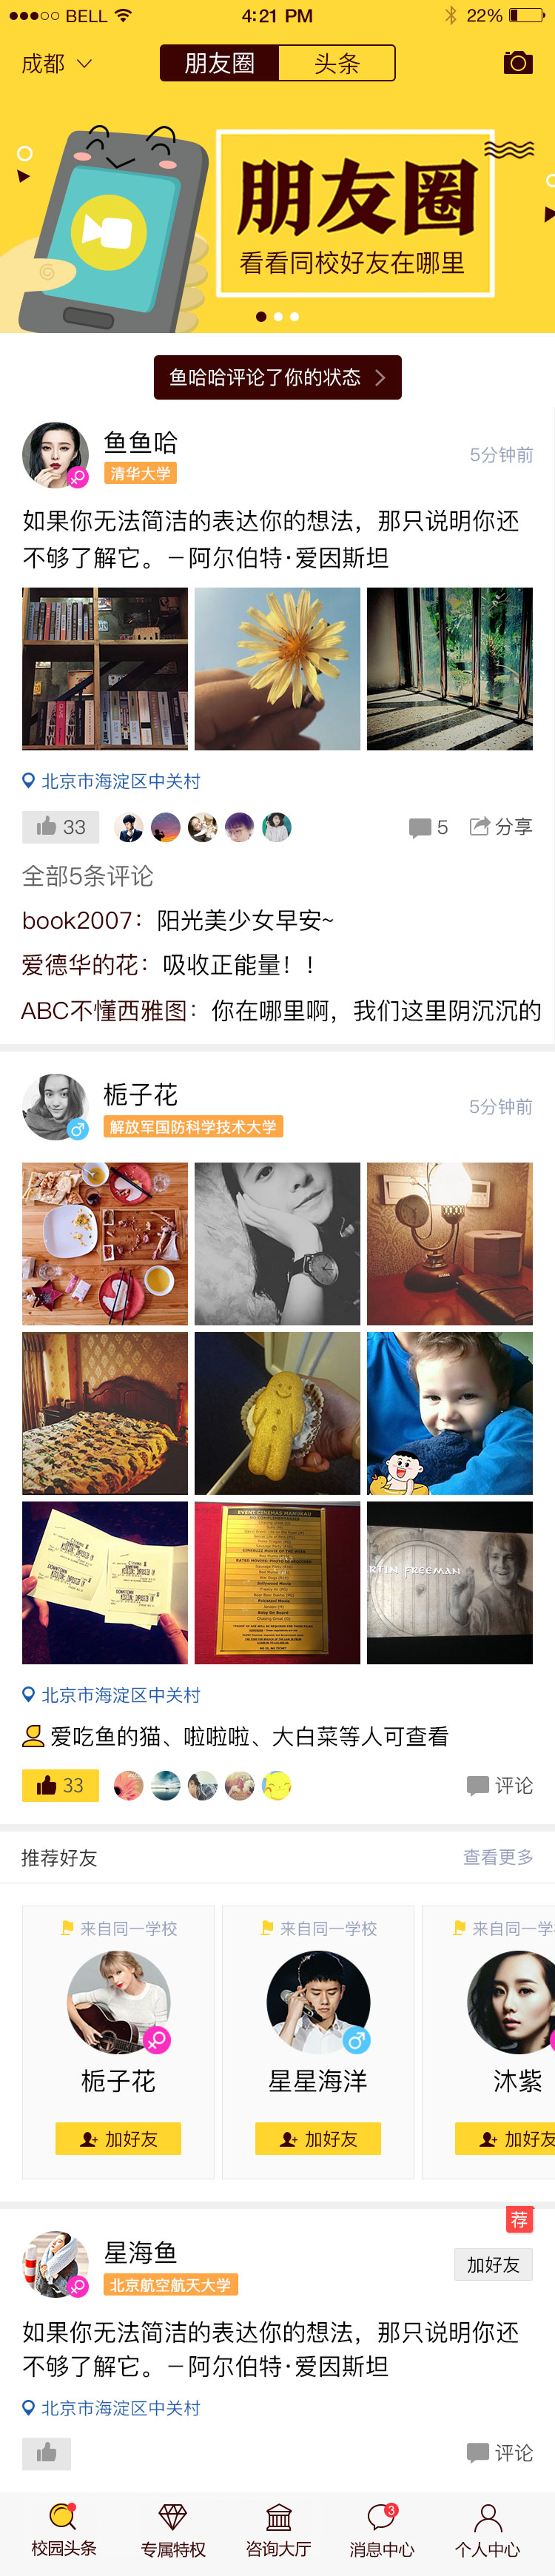 BELL 4:21 PM 22%
成都 朋友圈 头条
朋友圈
看看同校好友在哪里
鱼哈哈评论了你的状态
鱼鱼哈
5分钟前
清华大学
如果你无法简洁的表达你的想法，那只说明你还
不够了解它。—阿尔伯特·爱因斯坦
北京市海淀区中关村
33 5 分享
全部5条评论
book2007：阳光美少女早安~
爱德华的花：吸收正能量！！
ABC不懂西雅图：你在哪里啊，我们这里阴沉沉的
栀子花
5分钟前
解放军国防科学技术大学
EVENT CINEMAS MANUKAU
RTIN FREEMAN
北京市海淀区中关村
爱吃鱼的猫、啦啦啦、大白菜等人可查看
33 评论
推荐好友 查看更多
来自同一学校 来自同一学校 来自同一学
栀子花 星星海洋 沐紫
加好友 加好友 加好友
荐
星海鱼
加好友
北京航空航天大学
如果你无法简洁的表达你的想法，那只说明你还
不够了解它。—阿尔伯特·爱因斯坦
北京市海淀区中关村
评论
3
校园头条 专属特权 咨询大厅 消息中心 个人中心